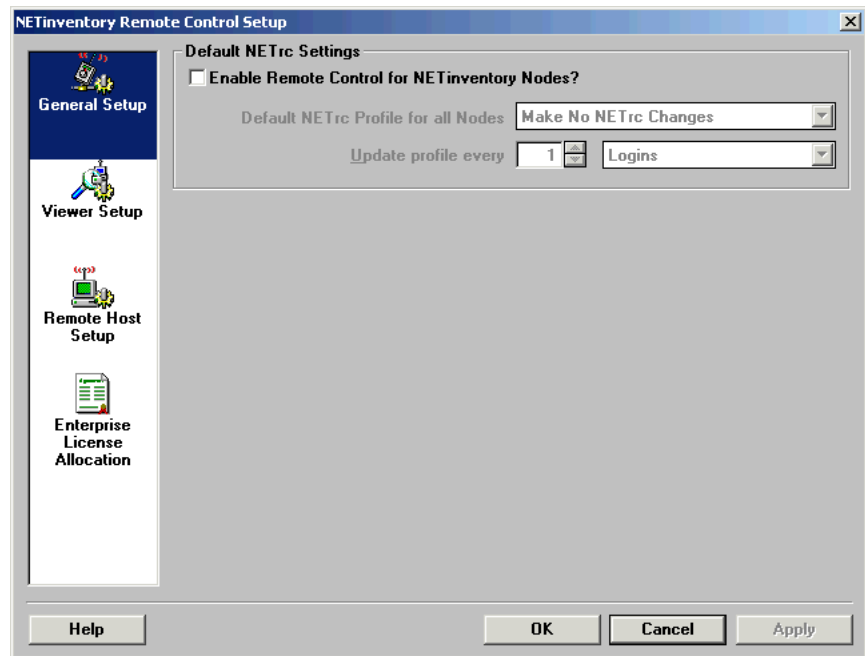 NETinventory Remote Control Setup
General Setup
Viewer Setup
Remote Host
Setup
Enterprise
License
Allocation
Default NETrc Settings
Enable Remote Control for NETinventory Nodes?
Default NETrc Profile for all Nodes Make No NETrc Changes
Update profile every 1 Logins
Help OK Cancel Apply